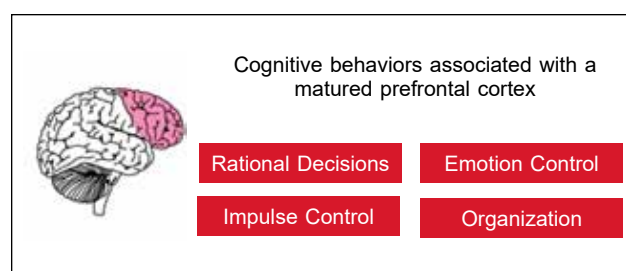 Cognitive behaviors associated with a
matured prefrontal cortex
Rational Decisions
Emotion Control
Impulse Control
Organization